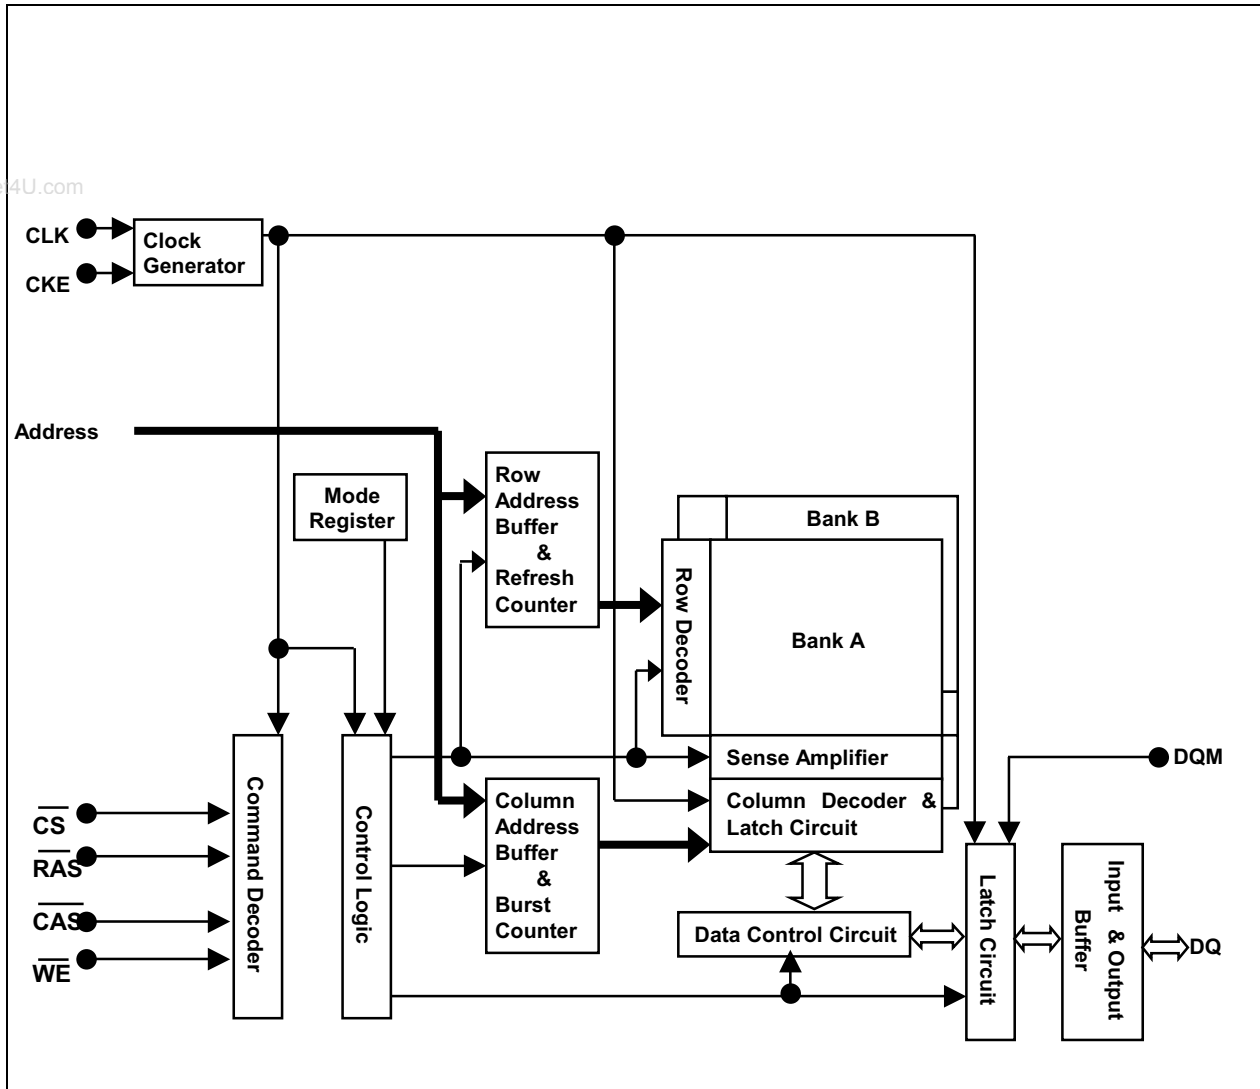 et4U.com
CLK
CKE
Clock
Generator
Address
Mode
Register
Row
Address
Buffer
&
Refresh
Counter
Bank B
Row Decoder
Bank A
Sense Amplifier
Column Decoder &
Latch Circuit
DQM
CS
RAS
CAS
WE
Command Decoder
Control Logic
Column
Address
Buffer
&
Burst
Counter
Data Control Circuit
Latch Circuit
Input & Output
Buffer
DQ